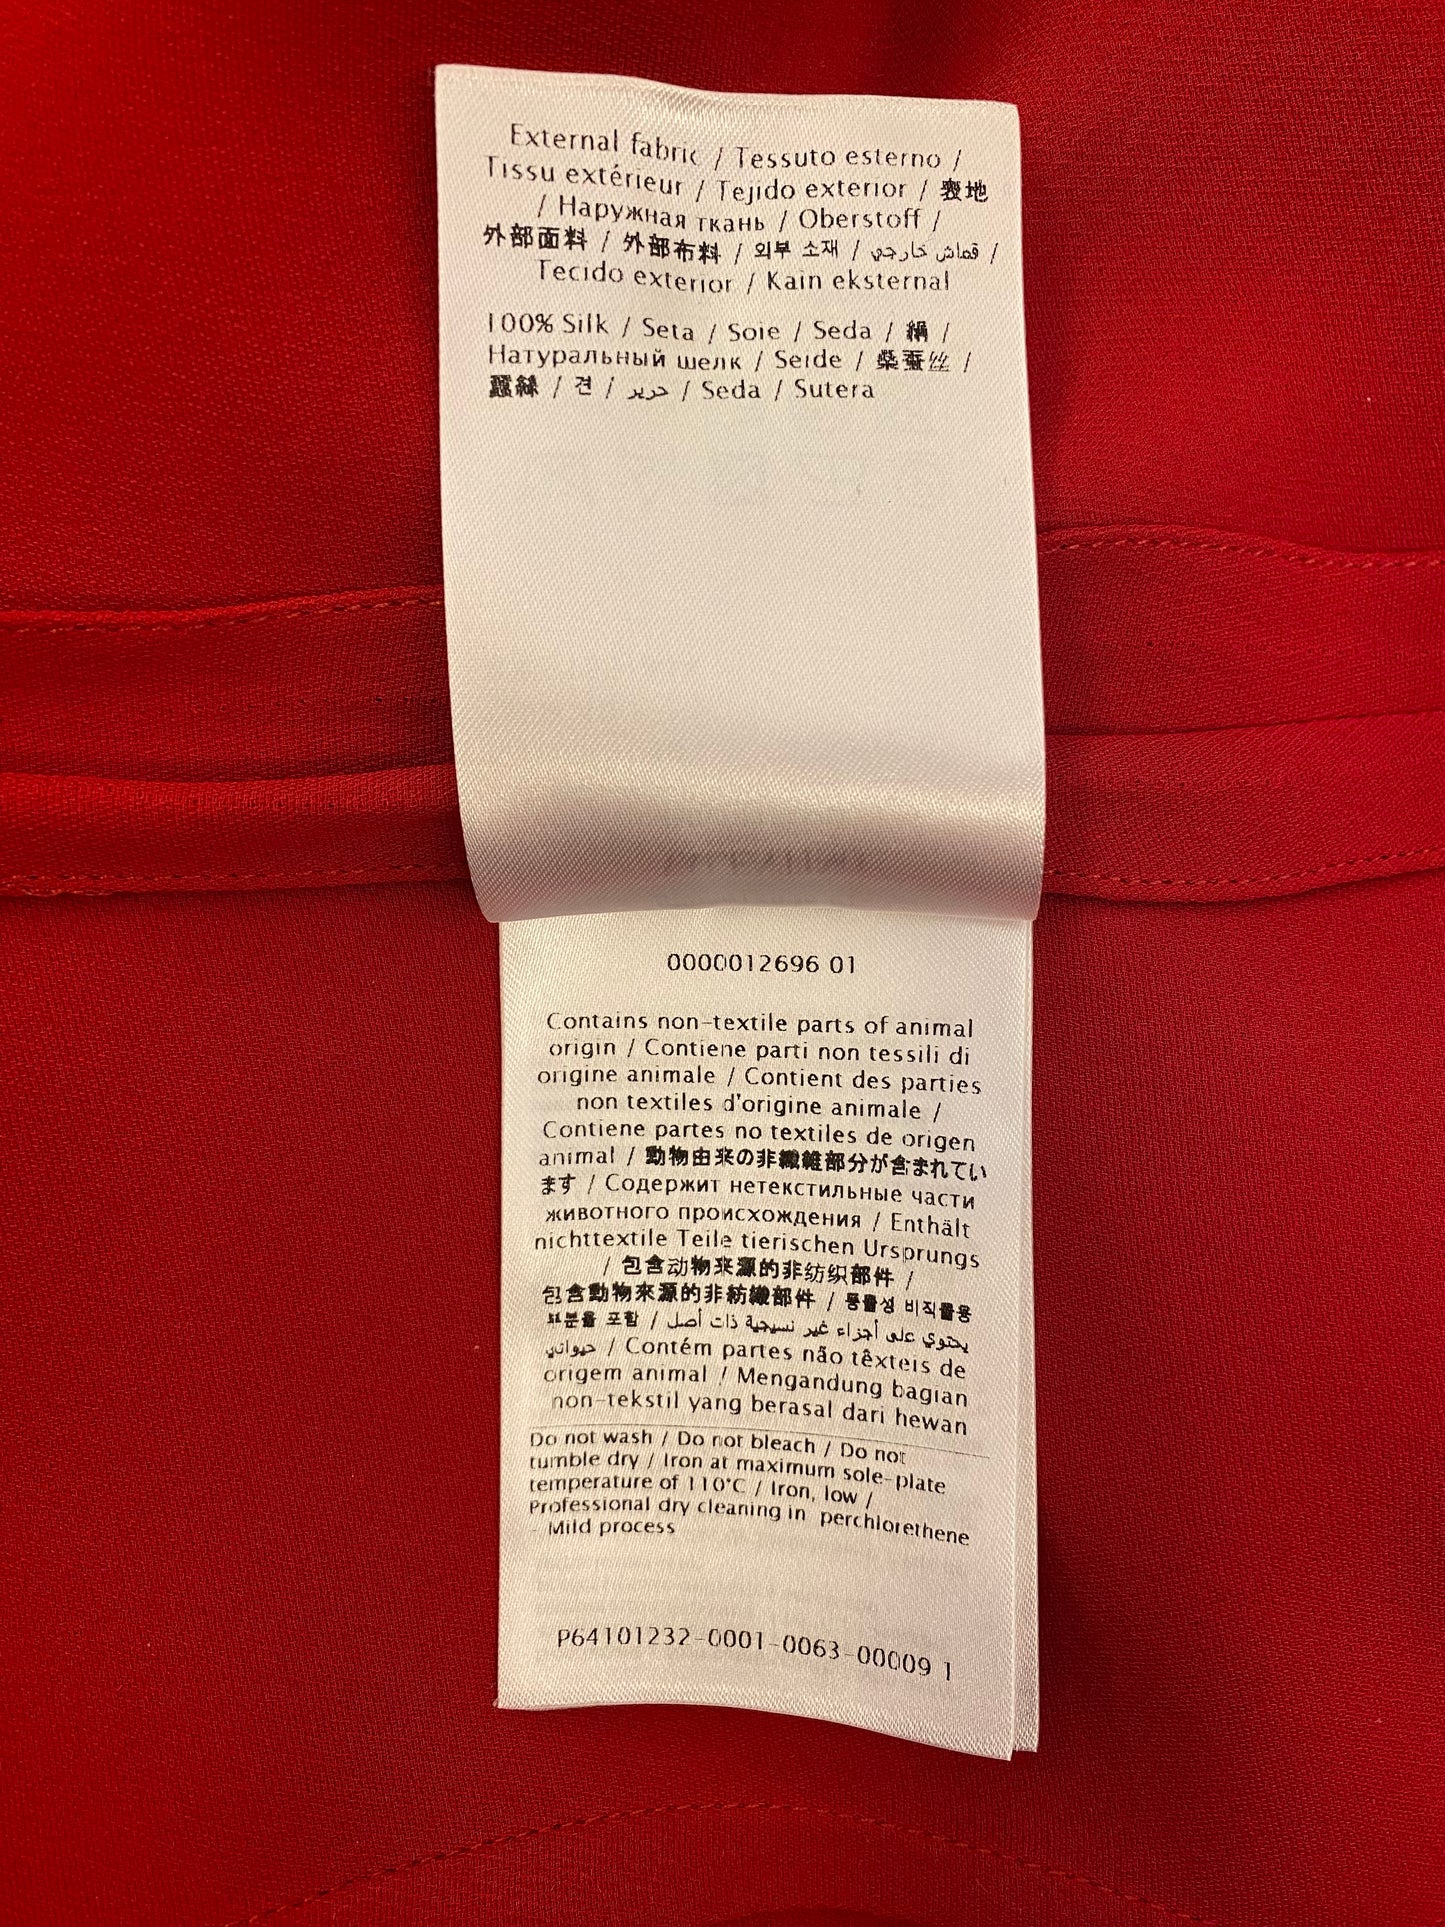 External fabric / Tessuto esterno /
Tissu extérieur / Tejido exterior / 表地
/ Наружная ткань / Oberstoff /
外部面料 / 外部布料 / 외부 소재 / قماش خارجي /
Tecido exterior / Kain eksternal
100% Silk / Seta / Soie / Seda / 絹 /
Натуральный шелк / Seide / 桑蚕丝 /
蠶絲 / 견 / حرير / Seda / Sutera
0000012696 01
Contains non-textile parts of animal
origin / Contiene parti non tessili di
origine animale / Contient des parties
non textiles d'origine animale /
Contiene partes no textiles de origen
animal / 動物由来の非繊維部分が含まれてい
ます / Содержит нетекстильные части
животного происхождения / Enthält
nichttextile Teile tierischen Ursprungs
/ 包含动物来源的非纺织部件 /
包含動物來源的非紡織部件 / 동물성 비직물용
부분을 포함 / يحتوي على أجزاء غير نسيجية ذات أصل
حيواني / Contém partes não têxteis de
origem animal / Mengandung bagian
non-tekstil yang berasal dari hewan
Do not wash / Do not bleach / Do not
tumble dry / Iron at maximum sole-plate
temperature of 110°C / Iron, low /
Professional dry cleaning in perchlorethene
- Mild process
P64101232-0001-0063-00009 1